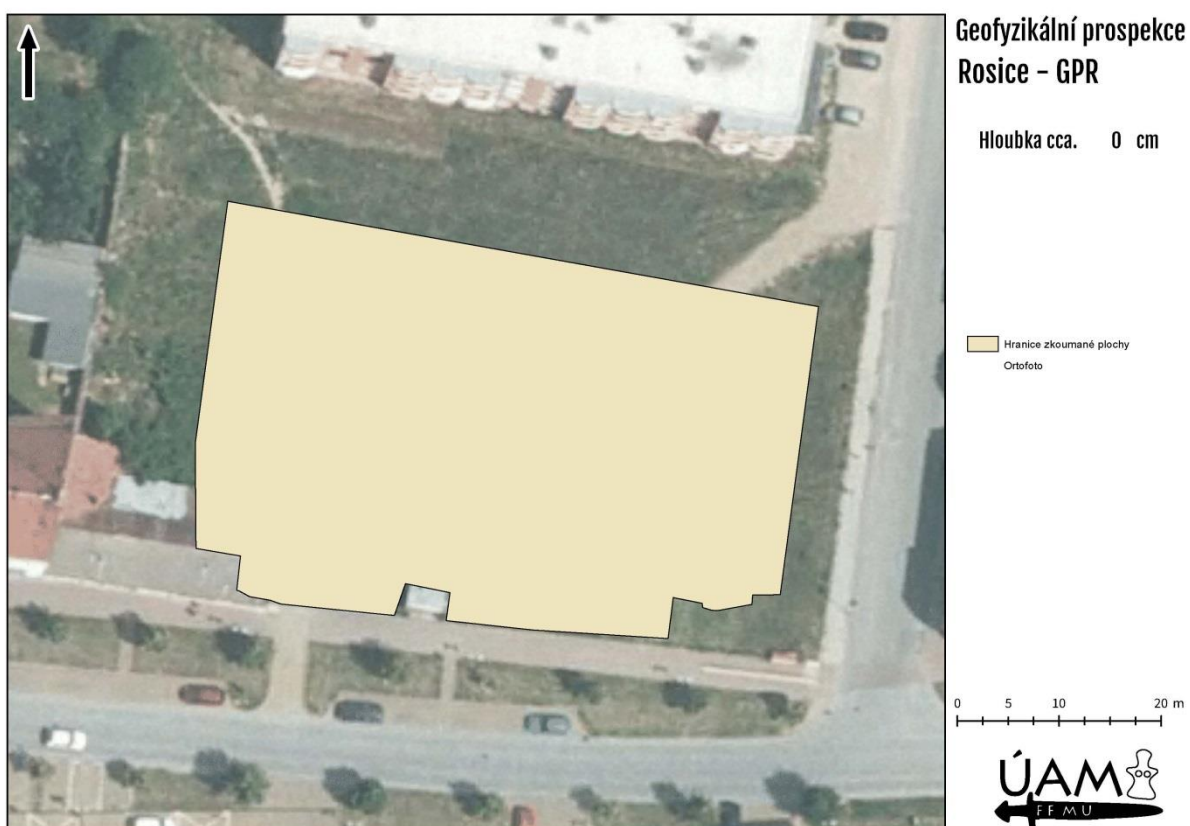 Geofyzikální prospekce
Rosice - GPR
Hloubka cca. 0 cm
Hranice zkoumané plochy
Ortofoto
0 5 10 20 m
ÚAM
FF MU